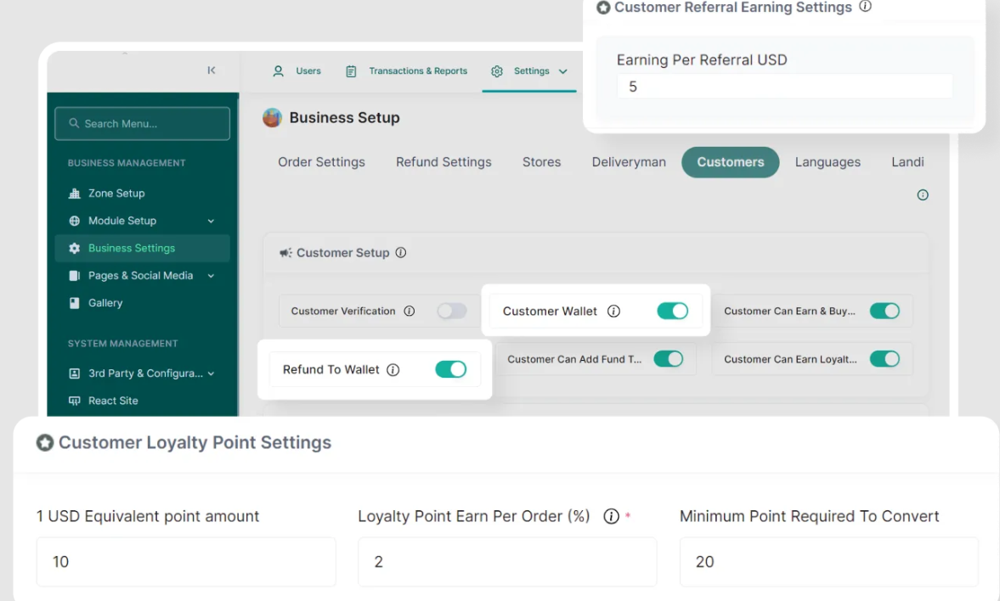 Customer Referral Earning Settings
Earning Per Referral USD
5
Users
Transactions & Reports
Settings
Search Menu...
BUSINESS MANAGEMENT
Zone Setup
Module Setup
Business Settings
Pages & Social Media
Gallery
SYSTEM MANAGEMENT
3rd Party & Configura...
React Site
Business Setup
Order Settings
Refund Settings
Stores
Deliveryman
Customers
Languages
Landi
Customer Setup
Customer Verification
Customer Wallet
Customer Can Earn & Buy...
Refund To Wallet
Customer Can Add Fund T...
Customer Can Earn Loyalt...
Customer Loyalty Point Settings
1 USD Equivalent point amount
10
Loyalty Point Earn Per Order (%) *
2
Minimum Point Required To Convert
20